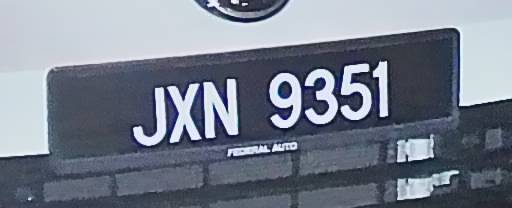 JXN 9351
FEDERAL AUTO